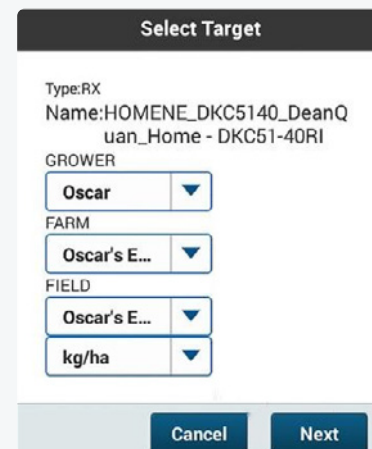 Select Target
Type:RX
Name:HOMENE_DKC5140_DeanQ
uan_Home - DKC51-40RI
GROWER
Oscar
FARM
Oscar's E...
FIELD
Oscar's E...
kg/ha
Cancel
Next